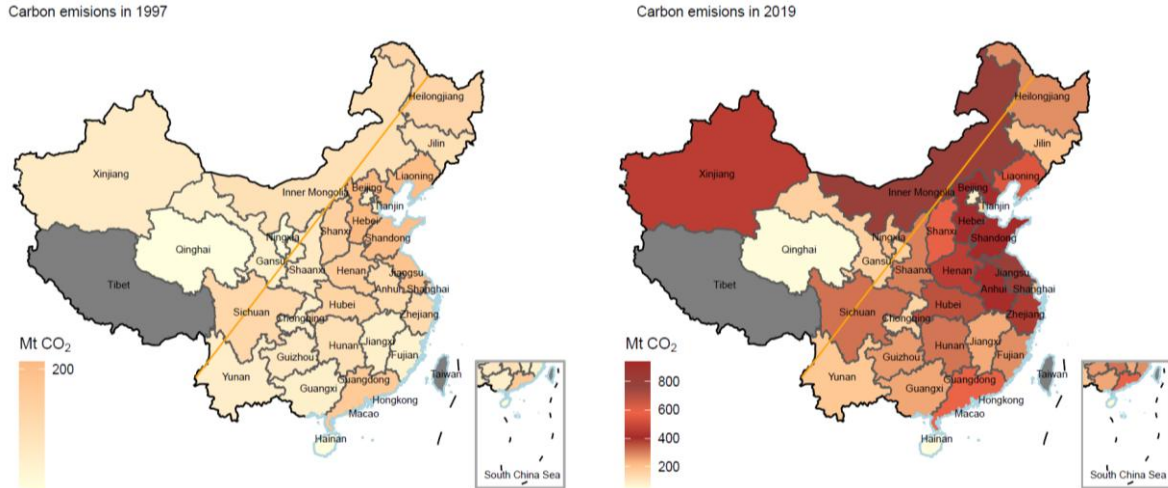 Carbon emisions in 1997
Heilongjiang
Jilin
Xinjiang
Liaoning
Inner Mongolia
Beijing
Tianjin
Hebei
Ningxia
Shanxi
Shandong
Qinghai
Gansu
Shaanxi
Henan
Jiangsu
Tibet
Anhui
Shanghai
Hubei
Sichuan
Chongqing
Zhejiang
Mt CO₂
200
Hunan
Jiangxi
Guizhou
Fujian
Yunan
Guangxi
Guangdong
Taiwan
Hongkong
Macao
Hainan
South China Sea
Carbon emisions in 2019
Heilongjiang
Jilin
Xinjiang
Liaoning
Inner Mongolia
Beijing
Tianjin
Hebei
Ningxia
Shanxi
Shandong
Qinghai
Gansu
Shaanxi
Henan
Jiangsu
Tibet
Anhui
Shanghai
Hubei
Sichuan
Chongqing
Zhejiang
Mt CO₂
800
600
400
200
Hunan
Jiangxi
Guizhou
Fujian
Yunan
Guangxi
Guangdong
Taiwan
Hongkong
Macao
Hainan
South China Sea